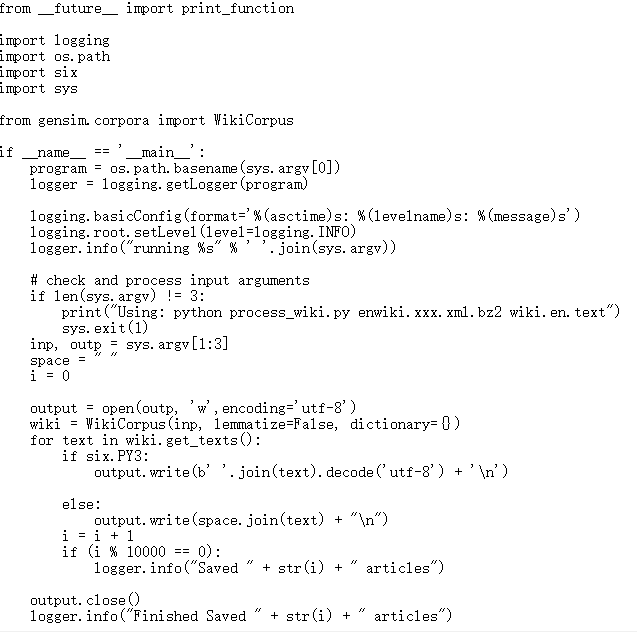 from __future__ import print_function

import logging
import os.path
import six
import sys

from gensim.corpora import WikiCorpus

if __name__ == '__main__':
    program = os.path.basename(sys.argv[0])
    logger = logging.getLogger(program)

    logging.basicConfig(format='%(asctime)s: %(levelname)s: %(message)s')
    logging.root.setLevel(level=logging.INFO)
    logger.info("running %s" % ' '.join(sys.argv))

    # check and process input arguments
    if len(sys.argv) != 3:
        print("Using: python process_wiki.py enwiki.xxx.xml.bz2 wiki.en.text")
        sys.exit(1)
    inp, outp = sys.argv[1:3]
    space = " "
    i = 0

    output = open(outp, 'w',encoding='utf-8')
    wiki = WikiCorpus(inp, lemmatize=False, dictionary={})
    for text in wiki.get_texts():
        if six.PY3:
            output.write(b' '.join(text).decode('utf-8') + '\n')

        else:
            output.write(space.join(text) + "\n")
        i = i + 1
        if (i % 10000 == 0):
            logger.info("Saved " + str(i) + " articles")

    output.close()
    logger.info("Finished Saved " + str(i) + " articles")